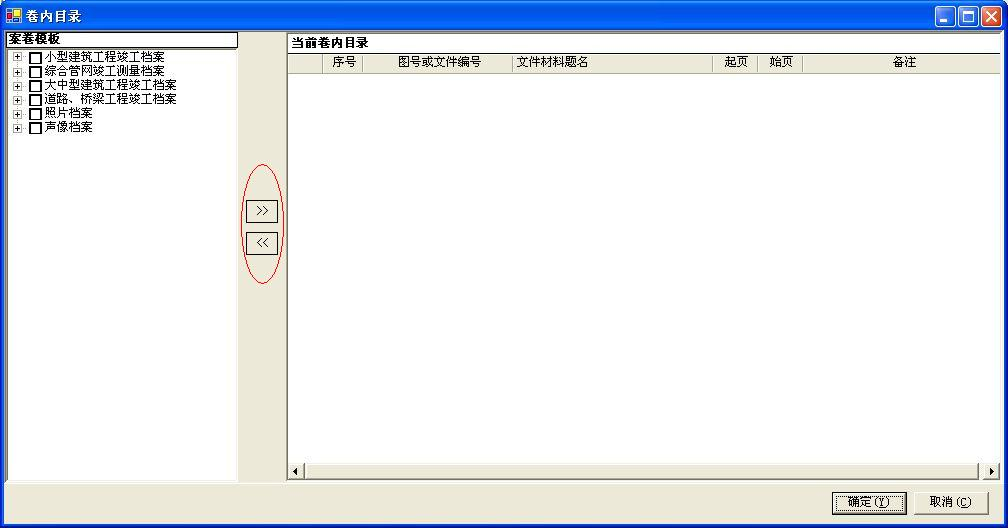 卷内目录
案卷模板
小型建筑工程竣工档案
综合管网竣工测量档案
大中型建筑工程竣工档案
道路、桥梁工程竣工档案
照片档案
声像档案
>>
<<
当前卷内目录
序号 图号或文件编号 文件材料题名 起页 始页 备注
确定(Y) 取消(C)